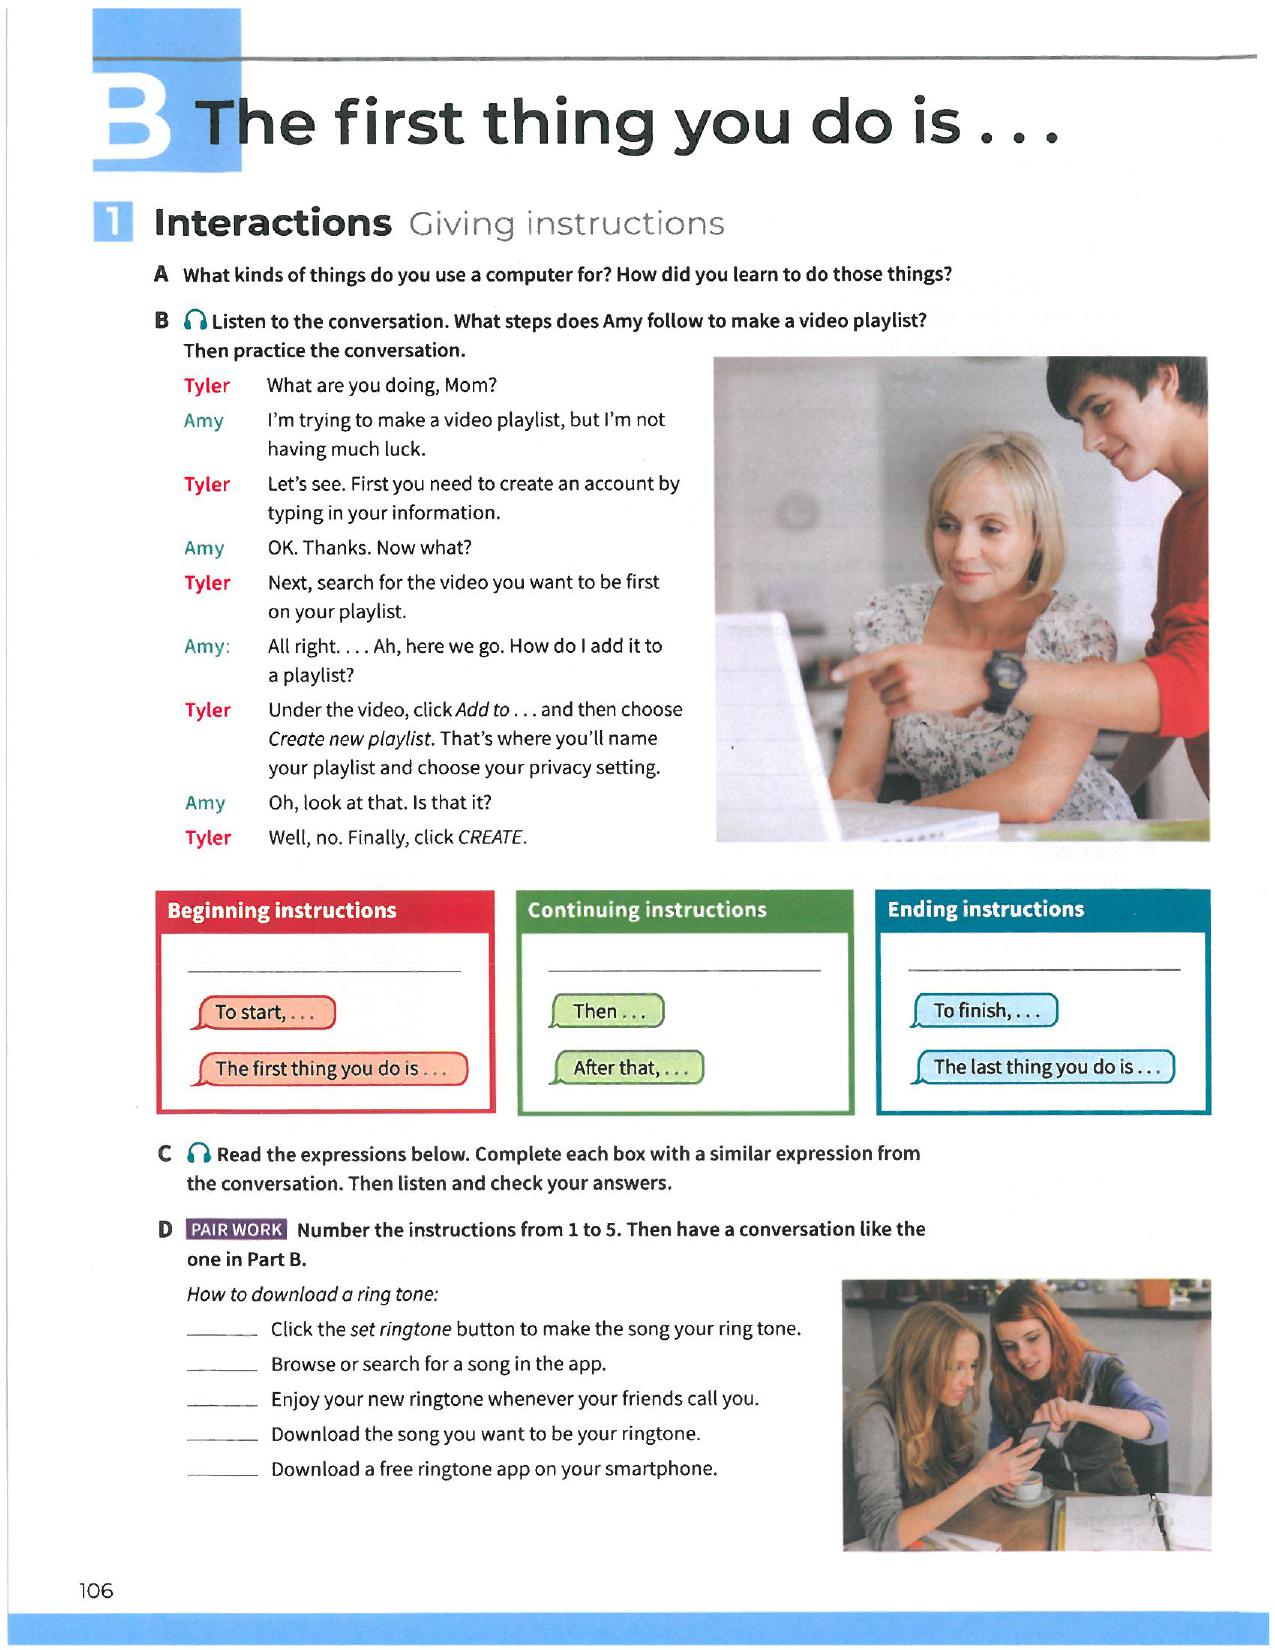 B The first thing you do is . . .
1 Interactions Giving instructions
A What kinds of things do you use a computer for? How did you learn to do those things?
B Listen to the conversation. What steps does Amy follow to make a video playlist?
Then practice the conversation.
Tyler What are you doing, Mom?
Amy I'm trying to make a video playlist, but I'm not
having much luck.
Tyler Let's see. First you need to create an account by
typing in your information.
Amy OK. Thanks. Now what?
Tyler Next, search for the video you want to be first
on your playlist.
Amy: All right. . . . Ah, here we go. How do I add it to
a playlist?
Tyler Under the video, click Add to . . . and then choose
Create new playlist. That's where you'll name
your playlist and choose your privacy setting.
Amy Oh, look at that. Is that it?
Tyler Well, no. Finally, click CREATE.
Beginning instructions
To start, . . .
The first thing you do is . . .
Continuing instructions
Then . . .
After that, . . .
Ending instructions
To finish, . . .
The last thing you do is . . .
C Read the expressions below. Complete each box with a similar expression from
the conversation. Then listen and check your answers.
D PAIR WORK Number the instructions from 1 to 5. Then have a conversation like the
one in Part B.
How to download a ring tone:
______ Click the set ringtone button to make the song your ring tone.
______ Browse or search for a song in the app.
______ Enjoy your new ringtone whenever your friends call you.
______ Download the song you want to be your ringtone.
______ Download a free ringtone app on your smartphone.
106